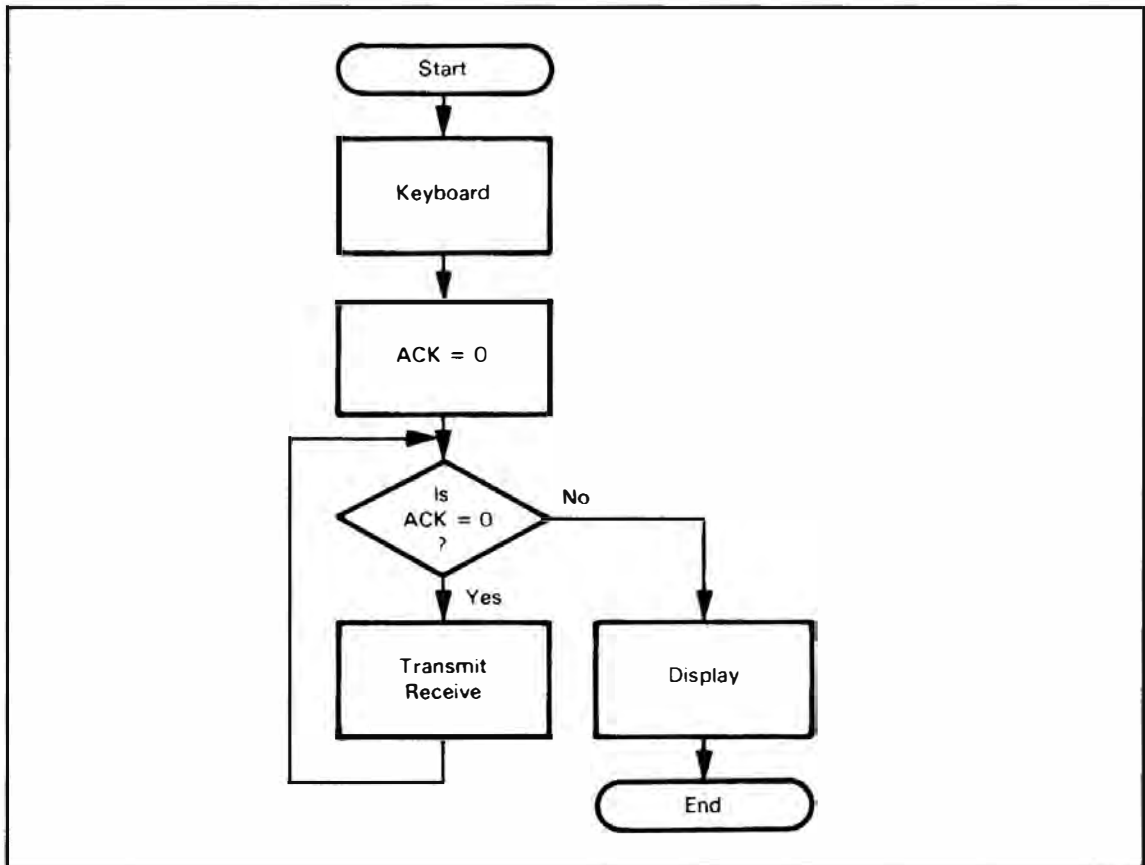 Start
Keyboard
ACK = 0
Is
ACK = 0
?
No
Yes
Transmit
Receive
Display
End